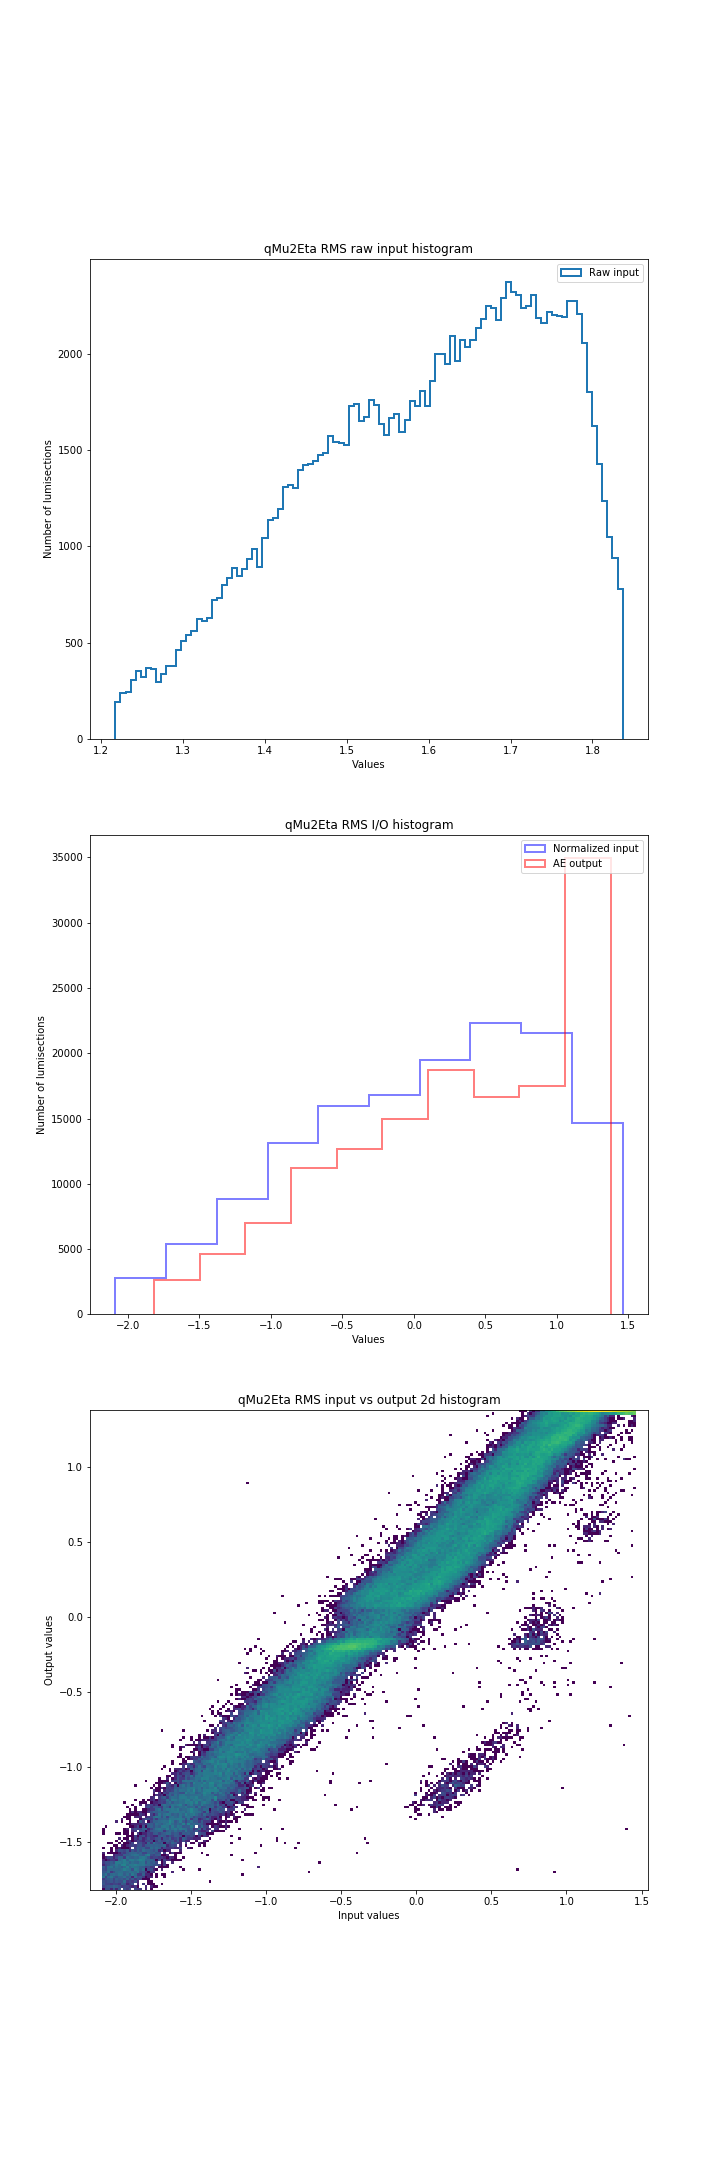 qMu2Eta RMS raw input histogram
Raw input
2000
1500
1000
500
0
Number of lumisections
1.2 1.3 1.4 1.5 1.6 1.7 1.8
Values
qMu2Eta RMS I/O histogram
Normalized input
AE output
35000
30000
25000
20000
15000
10000
5000
0
Number of lumisections
−2.0 −1.5 −1.0 −0.5 0.0 0.5 1.0 1.5
Values
qMu2Eta RMS input vs output 2d histogram
1.0
0.5
0.0
−0.5
−1.0
−1.5
Output values
−2.0 −1.5 −1.0 −0.5 0.0 0.5 1.0 1.5
Input values